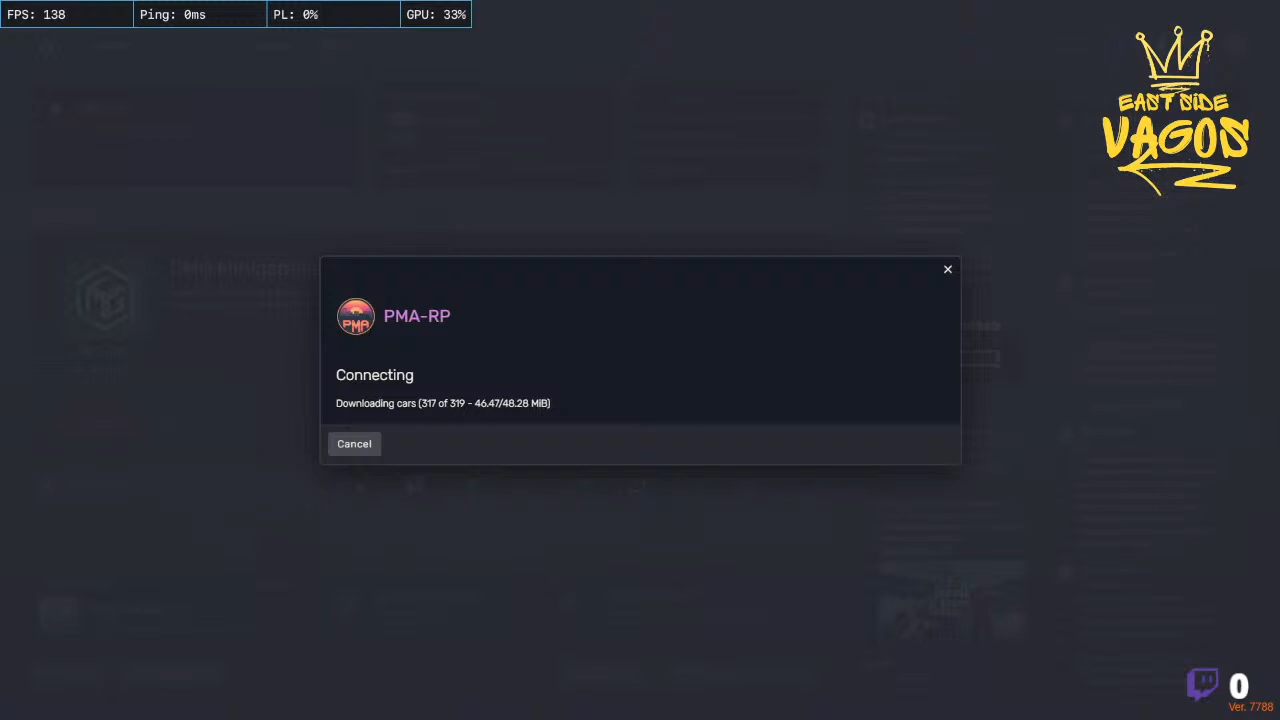 FPS: 138
Ping: 0ms
PL: 0%
GPU: 33%
EAST SIDE
VAGOS
PMA
PMA-RP
Connecting
Downloading cars (317 of 319 - 46.47/48.28 MiB)
Cancel
0
Ver. 7788